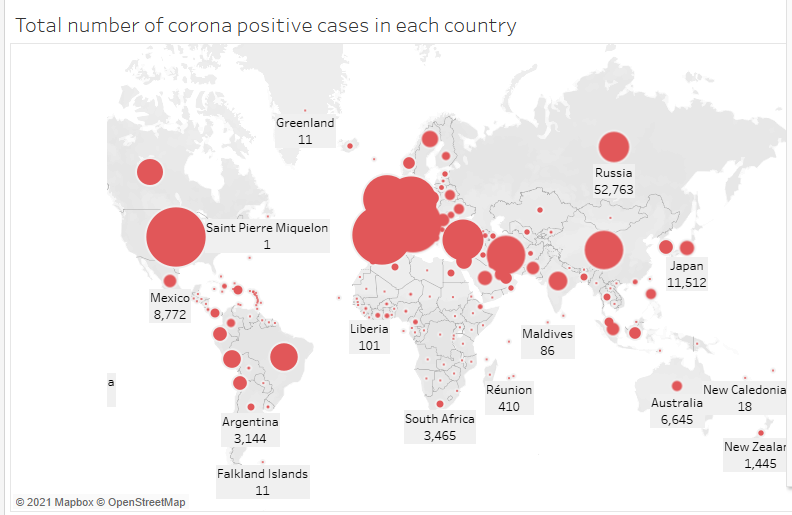 Total number of corona positive cases in each country
Greenland
11
Russia
52,763
Saint Pierre Miquelon
1
Japan
11,512
Mexico
8,772
Liberia
101
Maldives
86
a
Réunion
410
Australia
6,645
New Caledonia
18
Argentina
3,144
South Africa
3,465
New Zealar
1,445
Falkland Islands
11
© 2021 Mapbox © OpenStreetMap